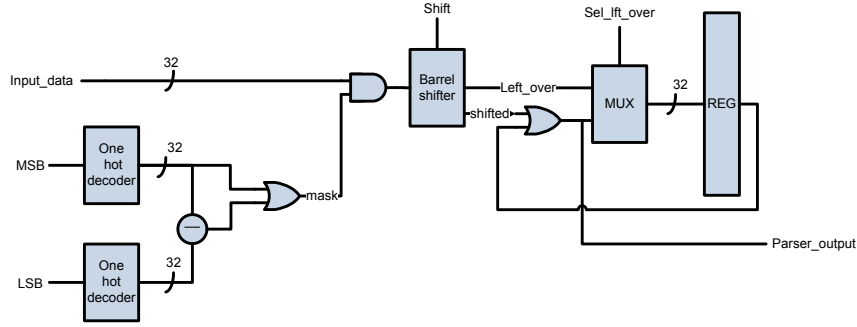 Shift
Sel_lft_over
Input_data
32
Barrel
shifter
Left_over
shifted
MUX
32
REG
MSB
One
hot
decoder
32
mask
—
LSB
One
hot
decoder
32
Parser_output